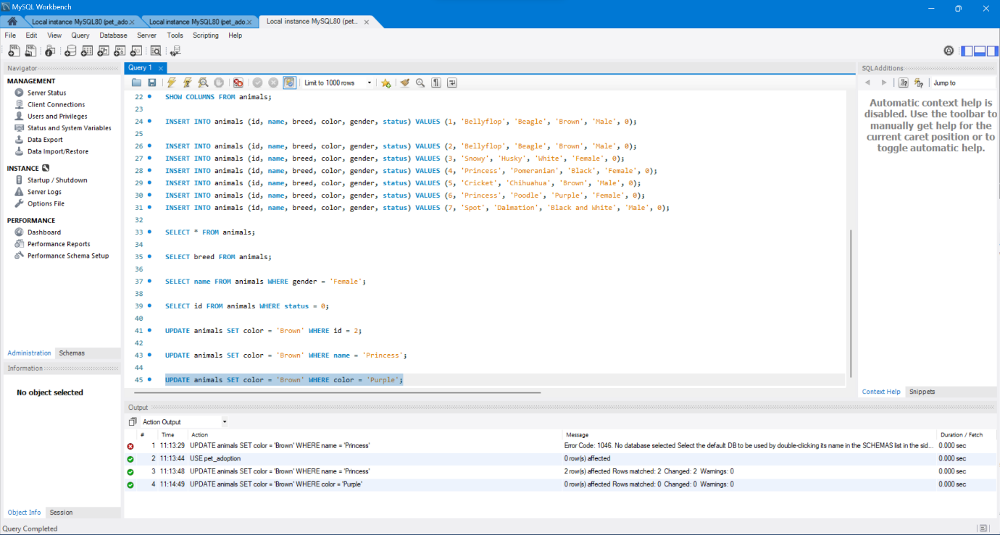 MySQL Workbench
Local instance MySQL80 (pet_ado.x
Local instance MySQL80 (pet_ado.x
Local instance MySQL80 (pet_.. x
File Edit View Query Database Server Tools Scripting Help
Navigator
MANAGEMENT
Server Status
Client Connections
Users and Privileges
Status and System Variables
Data Export
Data Import/Restore
INSTANCE
Startup / Shutdown
Server Logs
Options File
PERFORMANCE
Dashboard
Performance Reports
Performance Schema Setup
Administration Schemas
Information
No object selected
Object Info Session
Query Completed
Query 1 x
Limit to 1000 rows
22 SHOW COLUMNS FROM animals;
23
24 INSERT INTO animals (id, name, breed, color, gender, status) VALUES (1, 'Bellyflop', 'Beagle', 'Brown', 'Male', 0);
25
26 INSERT INTO animals (id, name, breed, color, gender, status) VALUES (2, 'Bellyflop', 'Beagle', 'Brown', 'Male', 0);
27 INSERT INTO animals (id, name, breed, color, gender, status) VALUES (3, 'Snowy', 'Husky', 'White', 'Female', 0);
28 INSERT INTO animals (id, name, breed, color, gender, status) VALUES (4, 'Princess', 'Pomeranian', 'Black', 'Female', 0);
29 INSERT INTO animals (id, name, breed, color, gender, status) VALUES (5, 'Cricket', 'Chihuahua', 'Brown', 'Male', 0);
30 INSERT INTO animals (id, name, breed, color, gender, status) VALUES (6, 'Princess', 'Poodle', 'Purple', 'Female', 0);
31 INSERT INTO animals (id, name, breed, color, gender, status) VALUES (7, 'Spot', 'Dalmation', 'Black and White', 'Male', 0);
32
33 SELECT * FROM animals;
34
35 SELECT breed FROM animals;
36
37 SELECT name FROM animals WHERE gender = 'Female';
38
39 SELECT id FROM animals WHERE status = 0;
40
41 UPDATE animals SET color = 'Brown' WHERE id = 2;
42
43 UPDATE animals SET color = 'Brown' WHERE name = 'Princess';
44
45 UPDATE animals SET color = 'Brown' WHERE color = 'Purple';
SQLAdditions
Jump to
Automatic context help is
disabled. Use the toolbar to
manually get help for the
current caret position or to
toggle automatic help.
Context Help Snippets
Output
Action Output
# Time Action Message Duration / Fetch
1 11:13:29 UPDATE animals SET color = 'Brown' WHERE name = 'Princess' Error Code: 1046. No database selected Select the default DB to be used by double-clicking its name in the SCHEMAS list in the sid... 0.000 sec
2 11:13:44 USE pet_adoption 0 row(s) affected 0.000 sec
3 11:13:48 UPDATE animals SET color = 'Brown' WHERE name = 'Princess' 2 row(s) affected Rows matched: 2 Changed: 2 Warnings: 0 0.000 sec
4 11:14:49 UPDATE animals SET color = 'Brown' WHERE color = 'Purple' 0 row(s) affected Rows matched: 0 Changed: 0 Warnings: 0 0.000 sec